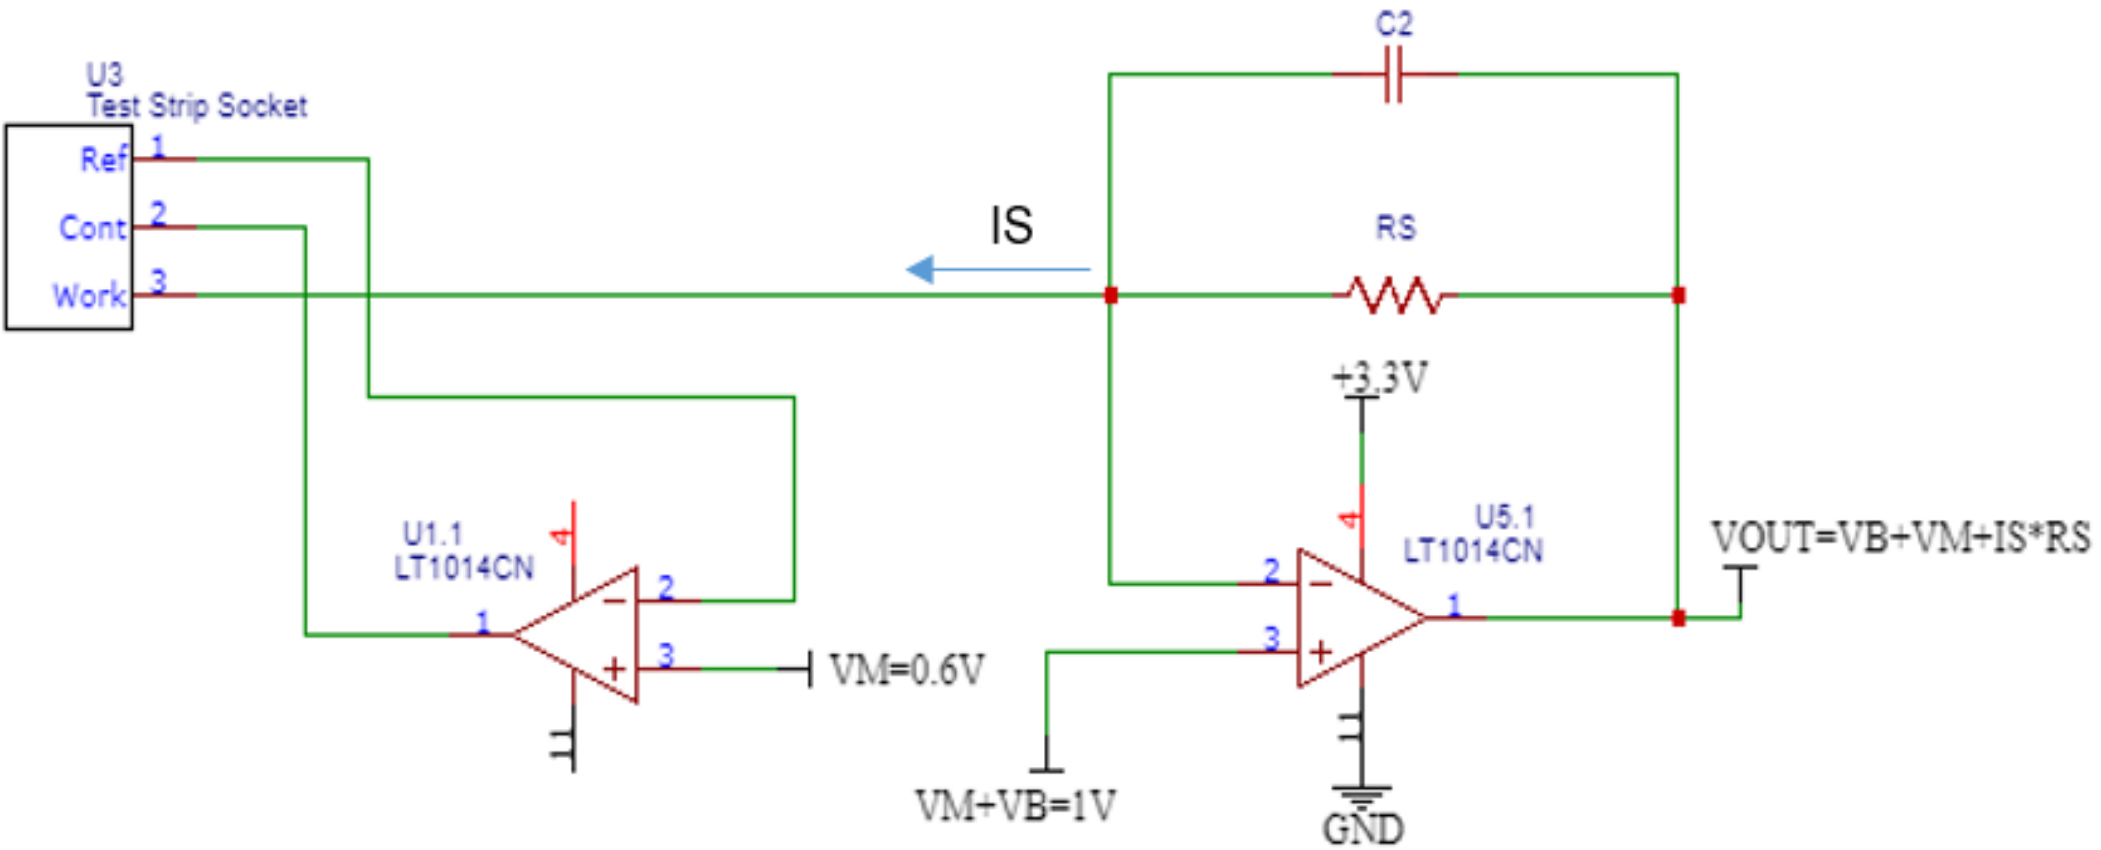 C2
U3
Test Strip Socket
Ref 1
Cont 2
Work 3
IS
RS
+3.3V
U1.1
LT1014CN
4
2
1
3
11
VM=0.6V
4
U5.1
LT1014CN
2
1
3
11
VOUT=VB+VM+IS*RS
VM+VB=1V
GND